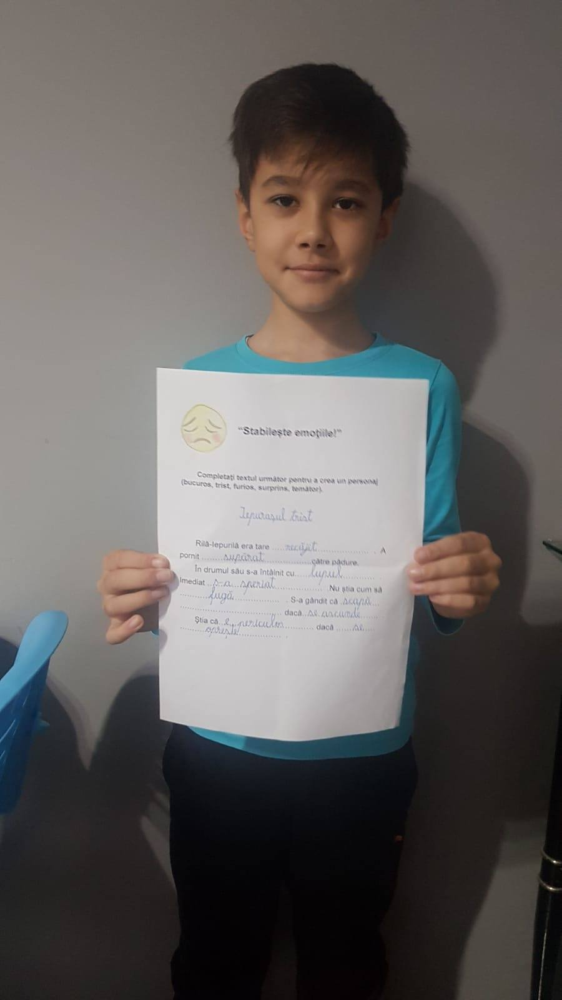 “Stabilește emoțiile!”
Completați textul următor pentru a crea un personaj
(bucuros, trist, furios, surprins, temător).
Iepurașul trist
Rilă-Iepurilă era tare .....necăjit..................... . A
pornit ........supărat....................către pădure.
În drumul său s-a întâlnit cu.....lupul.............
Imediat ..s-a...speriat.................. .Nu știa cum să
...........fugă.................. . S-a gândit că .scapă...
.................................... dacă..se ascunde.......
Știa că..e..periculos............ dacă .......se.....
..........oprește................ .